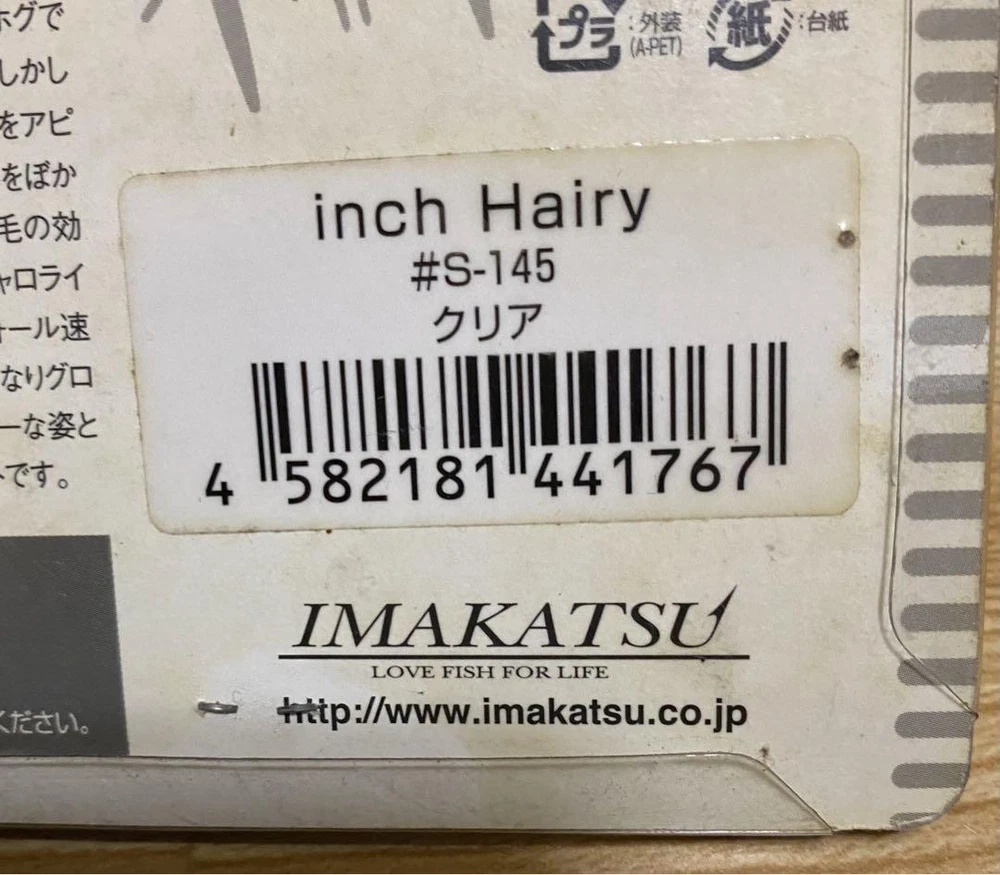 ホグで
しかし
をアピ
をぼか
毛の効
ャロライ
ォール速
なりグロ
ーな姿と
トです。
プラ
:外装
(A-PET)
紙
:台紙
inch Hairy
#S-145
クリア
4 582181 441767
IMAKATSU
LOVE FISH FOR LIFE
http://www.imakatsu.co.jp
ください。